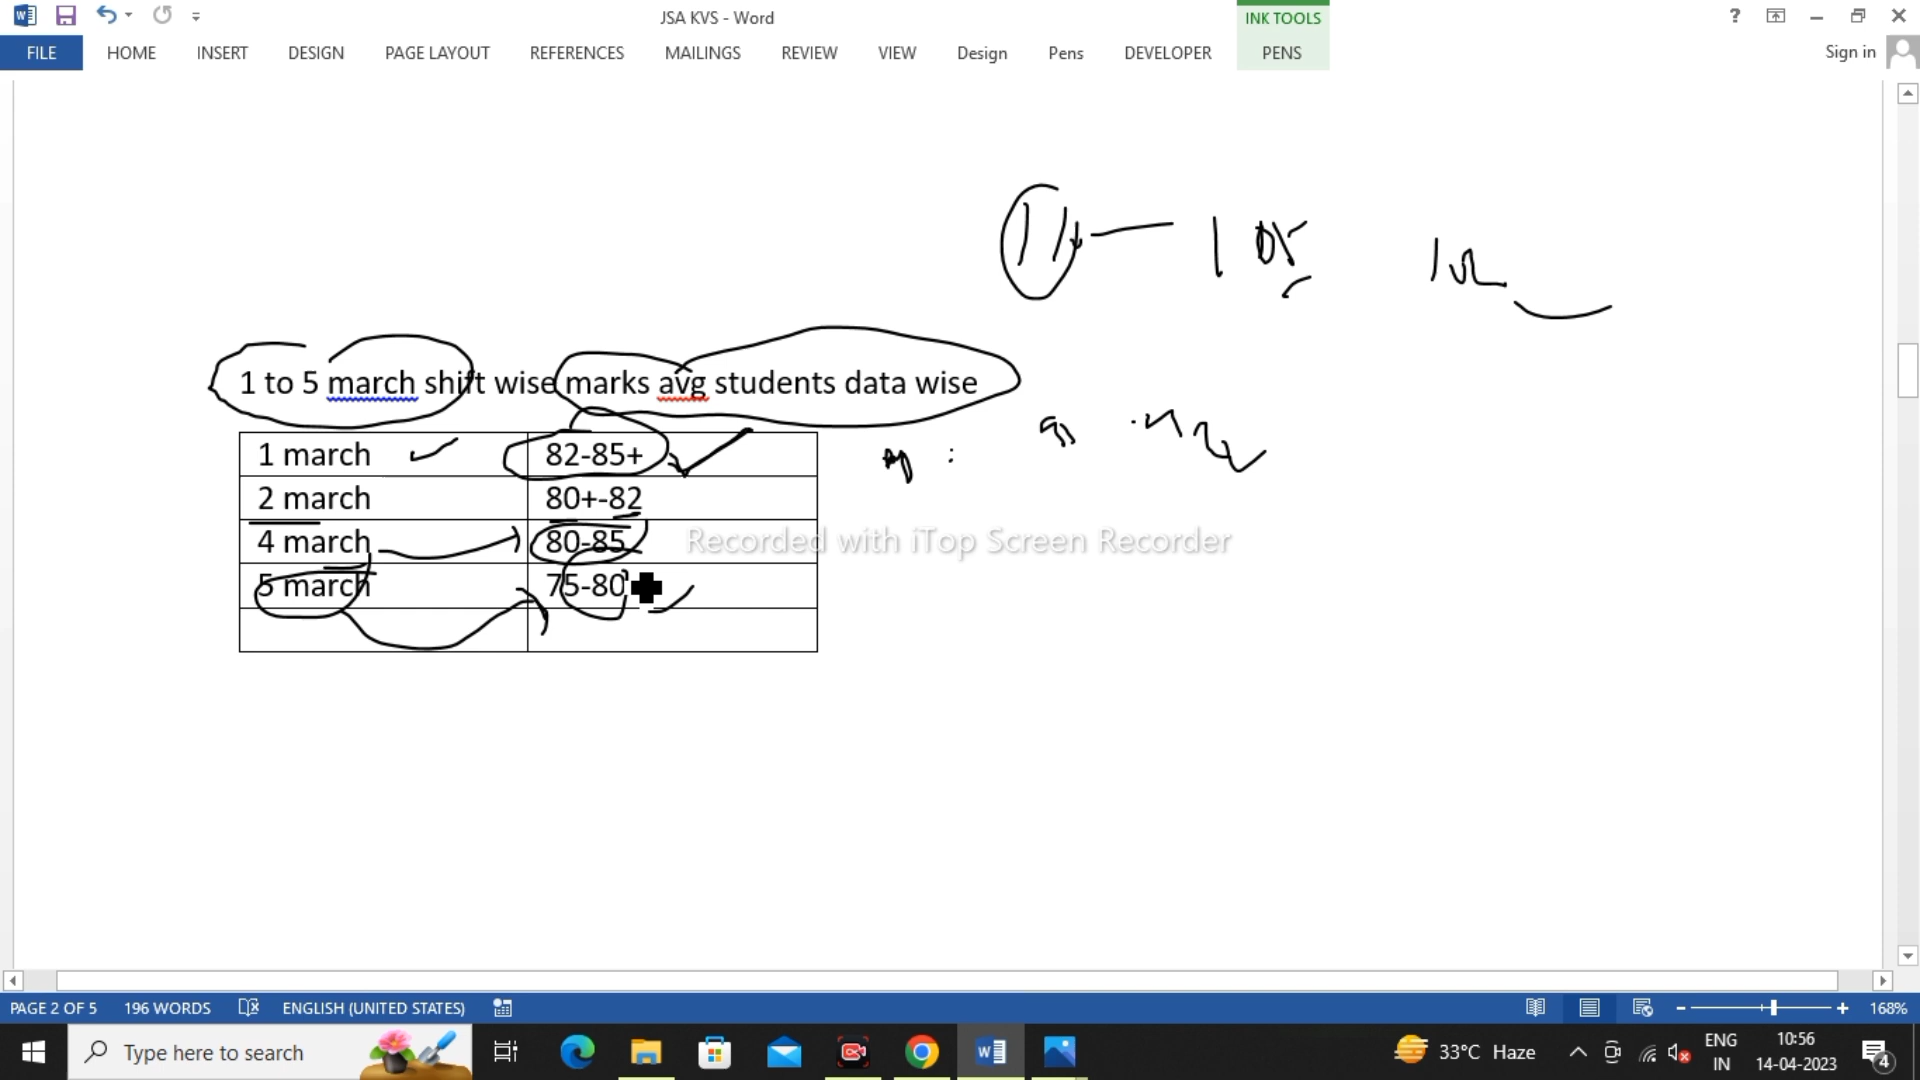 JSA KVS - Word
INK TOOLS
?
FILE HOME INSERT DESIGN PAGE LAYOUT REFERENCES MAILINGS REVIEW VIEW Design Pens DEVELOPER PENS
Sign in
11 105
1 to 5 march shift wise marks avg students data wise
1 march 82-85+
2 march 80+-82
4 march 80-85
5 march 75-80
Recorded with iTop Screen Recorder
PAGE 2 OF 5 196 WORDS ENGLISH (UNITED STATES) 168%
Type here to search
33°C Haze
ENG
IN
10:56
14-04-2023
4